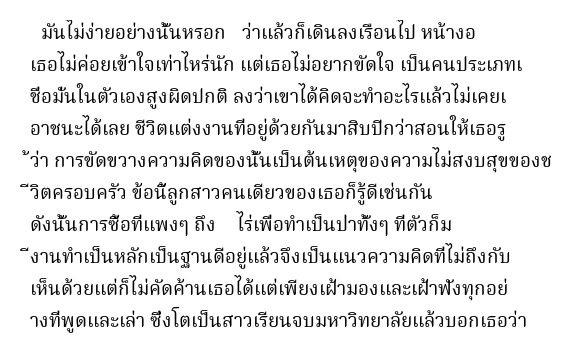 มันไม่ง่ายอย่างนั้นหรอก ว่าแล้วก็เดินลงเรือนไป หน้างอ
เธอไม่ค่อยเข้าใจเท่าไหร่นัก แต่เธอไม่อยากขัดใจ เป็นคนประเภทเ
ชื่อมั่นในตัวเองสูงผิดปกติ ลงว่าเขาได้คิดจะทำอะไรแล้วไม่เคยเ
อาชนะได้เลย ชีวิตแต่งงานที่อยู่ด้วยกันมาสิบปีกว่าสอนให้เธอรู
้ว่า การขัดขวางความคิดของนั้นเป็นต้นเหตุของความไม่สงบสุขของช
ีวิตครอบครัว ข้อนี้ลูกสาวคนเดียวของเธอก็รู้ดีเช่นกัน
ดังนั้นการซื้อที่แพงๆ ถึง ไร่เพื่อทำเป็นป่าทั้งๆ ที่ตัวก็ม
ีงานทำเป็นหลักเป็นฐานดีอยู่แล้วจึงเป็นแนวความคิดที่ไม่ถึงกับ
เห็นด้วยแต่ก็ไม่คัดค้านเธอได้แต่เพียงเฝ้ามองและเฝ้าฟังทุกอย่
างที่พูดและเล่า ซึ่งโตเป็นสาวเรียนจบมหาวิทยาลัยแล้วบอกเธอว่า